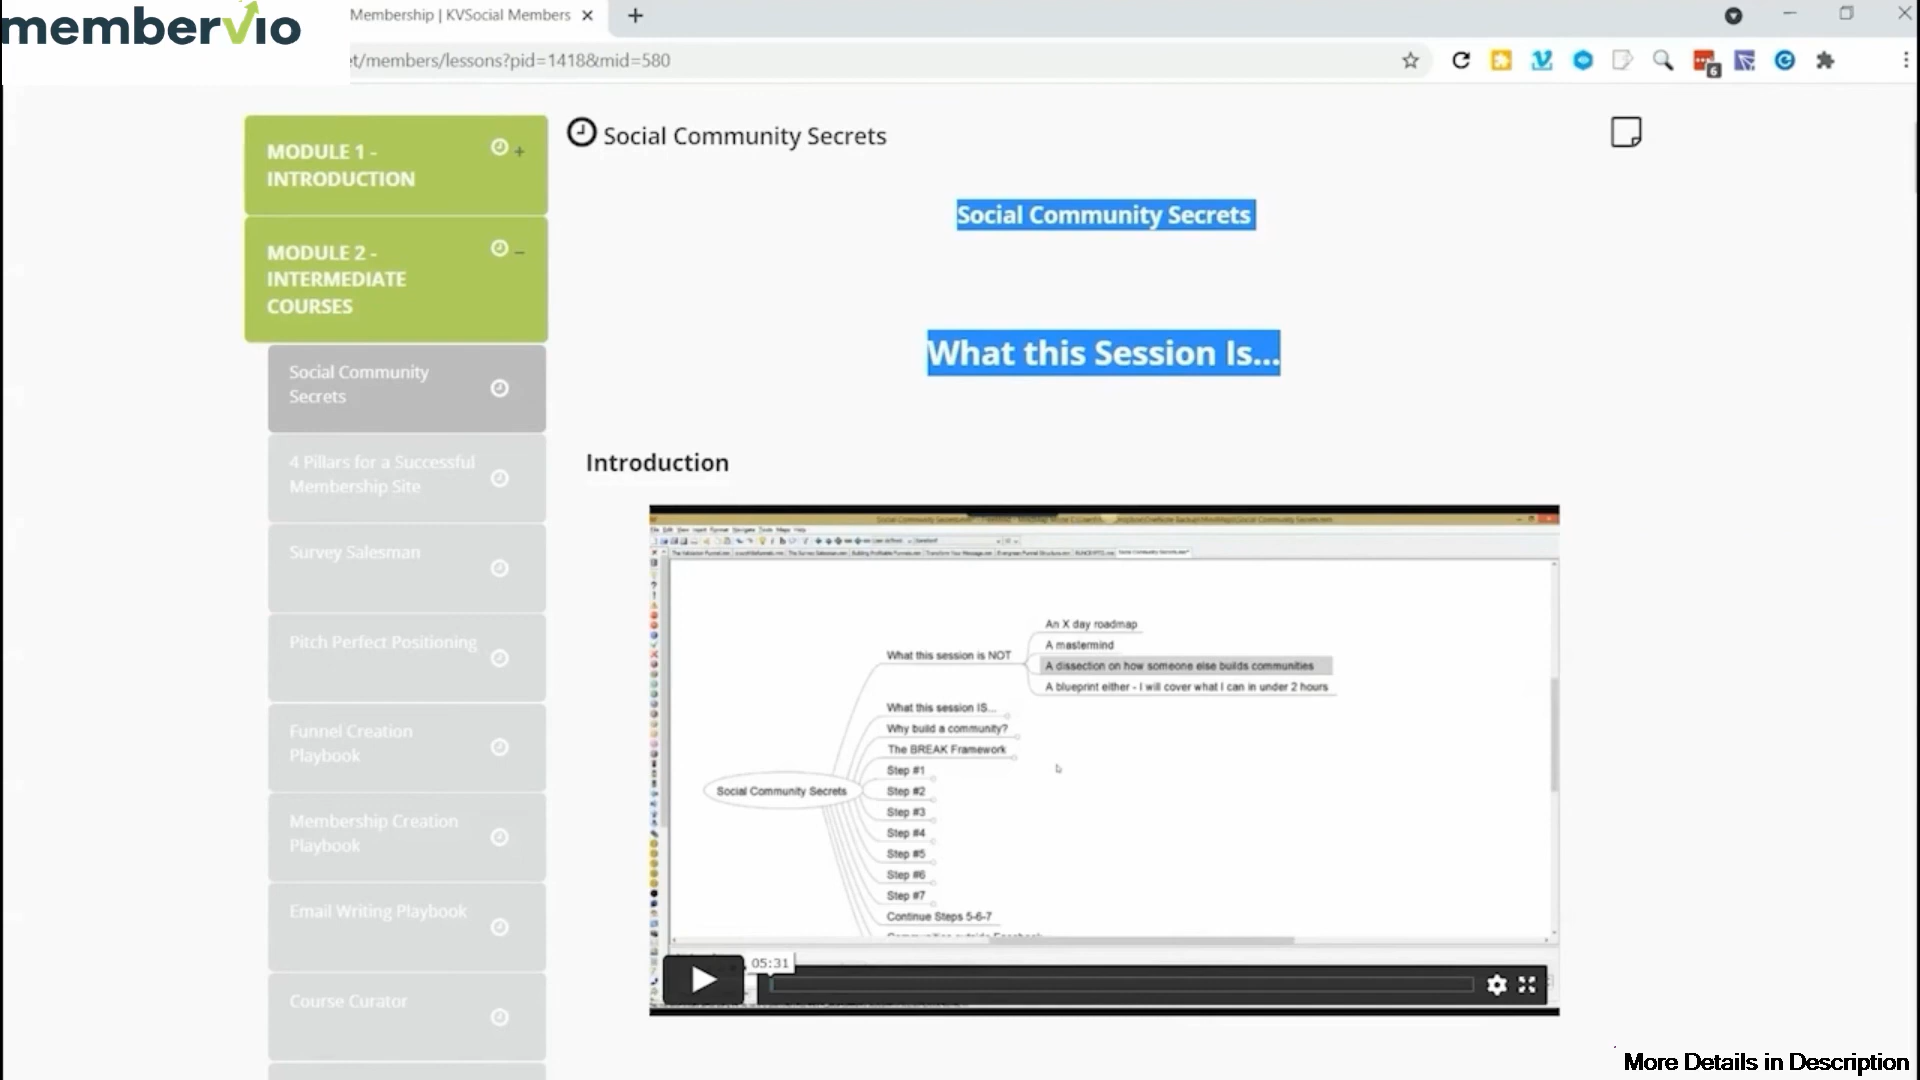 membervio
Membership | KVSocial Members
et/members/lessons?pid=1418&mid=580
6
MODULE 1 -
INTRODUCTION
+
MODULE 2 -
INTERMEDIATE
COURSES
Social Community
Secrets
4 Pillars for a Successful
Membership Site
Survey Salesman
Pitch Perfect Positioning
Funnel Creation
Playbook
Membership Creation
Playbook
Email Writing Playbook
Course Curator
Social Community Secrets
Social Community Secrets
What this Session Is...
Introduction
What this session is NOT
An X day roadmap
A mastermind
A dissection on how someone else builds communities
A blueprint either - I will cover what I can in under 2 hours
What this session IS...
Why build a community?
The BREAK Framework
Social Community Secrets
Step #1
Step #2
Step #3
Step #4
Step #5
Step #6
Step #7
Continue Steps 5-6-7
05:31
More Details in Description